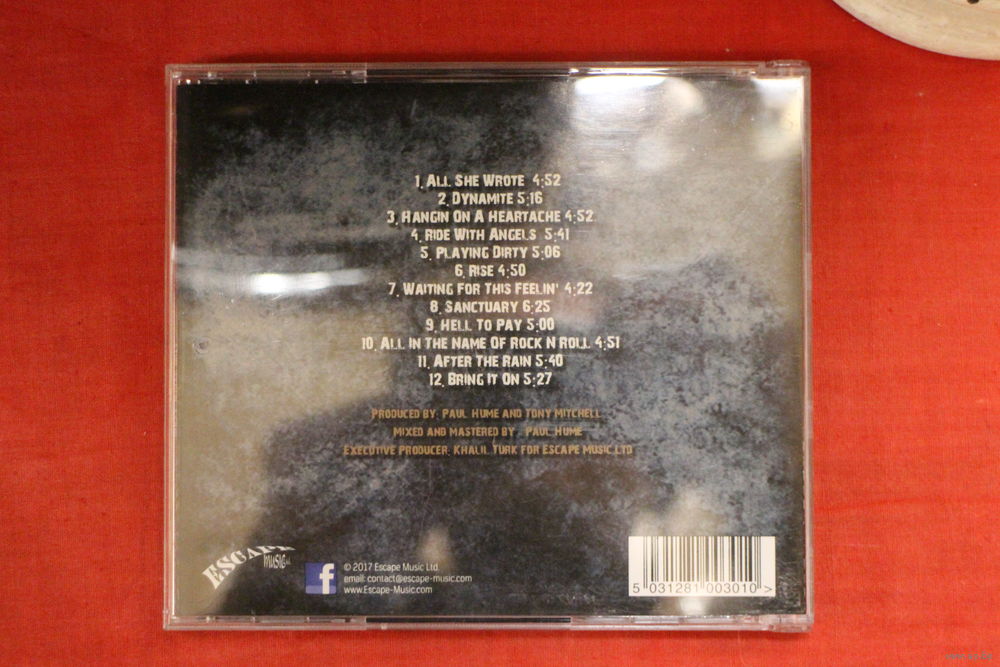 1. ALL SHE WROTE 4:52
2. DYNAMITE 5:16
3. HANGIN ON A HEARTACHE 4:52
4. RIDE WITH ANGELS 5:41
5. PLAYING DIRTY 5:06
6. RISE 4:50
7. WAITING FOR THIS FEELIN' 4:22
8. SANCTUARY 6:25
9. HELL TO PAY 5:00
10. ALL IN THE NAME OF ROCK N ROLL 4:51
11. AFTER THE RAIN 5:40
12. BRING IT ON 5:27
PRODUCED BY: PAUL HUME AND TONY MITCHELL
MIXED AND MASTERED BY: PAUL HUME
EXECUTIVE PRODUCER: KHALIL TURK FOR ESCAPE MUSIC LTD
ESCAPE
MUSIC
f
© 2017 Escape Music Ltd.
email: contact@escape-music.com
www.Escape-Music.com
5 031281 003010 >